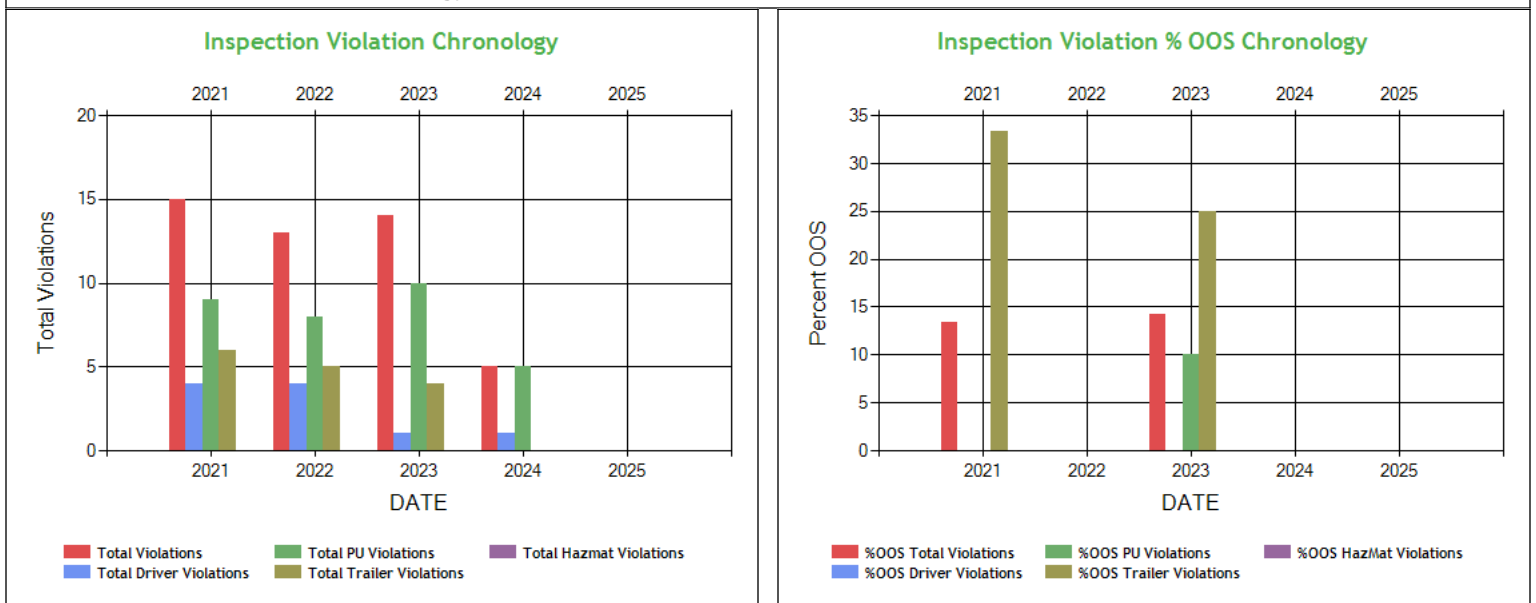 Inspection Violation Chronology
2021 2022 2023 2024 2025
20
15
10
5
0
Total Violations
2021 2022 2023 2024 2025
DATE
Total Violations Total PU Violations Total Hazmat Violations
Total Driver Violations Total Trailer Violations
Inspection Violation % OOS Chronology
2021 2022 2023 2024 2025
35
30
25
20
15
10
5
0
Percent OOS
2021 2022 2023 2024 2025
DATE
%OOS Total Violations %OOS PU Violations %OOS HazMat Violations
%OOS Driver Violations %OOS Trailer Violations